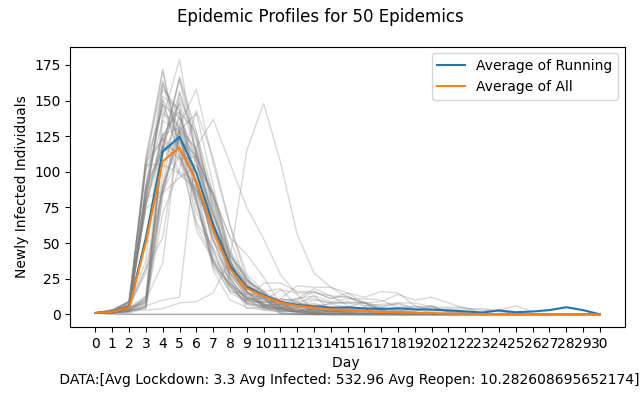 Epidemic Profiles for 50 Epidemics
Average of Running
Average of All
Newly Infected Individuals
175
150
125
100
75
50
25
0
0 1 2 3 4 5 6 7 8 9 10 11 12 13 14 15 16 17 18 19 20 21 22 23 24 25 26 27 28 29 30
Day
DATA:[Avg Lockdown: 3.3 Avg Infected: 532.96 Avg Reopen: 10.282608695652174]